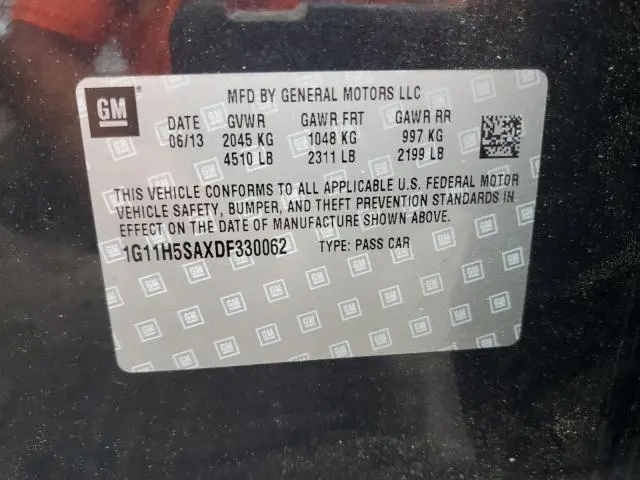 GM
MFD BY GENERAL MOTORS LLC
DATE GVWR GAWR FRT GAWR RR
06/13 2045 KG 1048 KG 997 KG
4510 LB 2311 LB 2199 LB
THIS VEHICLE CONFORMS TO ALL APPLICABLE U.S. FEDERAL MOTOR
VEHICLE SAFETY, BUMPER, AND THEFT PREVENTION STANDARDS IN
EFFECT ON THE DATE OF MANUFACTURE SHOWN ABOVE.
1G11H5SAXDF330062 TYPE: PASS CAR